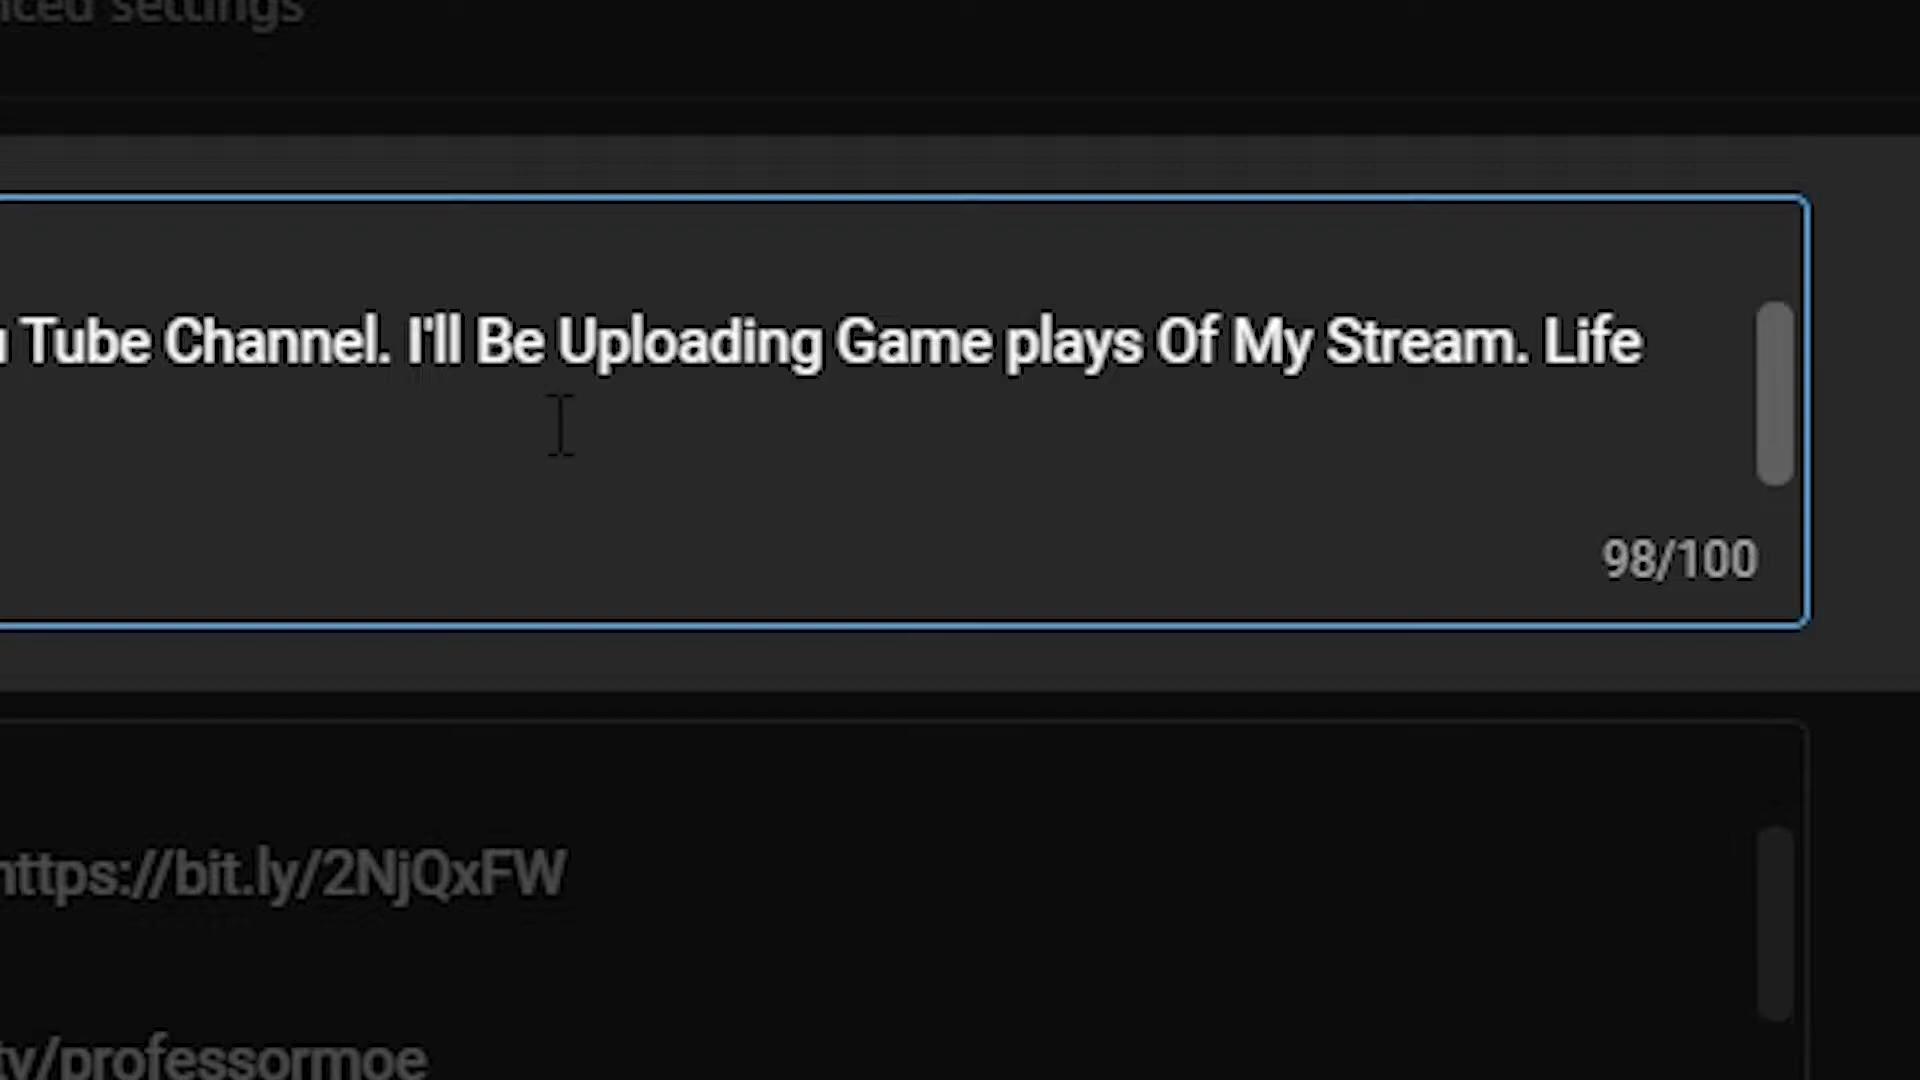 settings
Tube Channel. I'll Be Uploading Game plays Of My Stream. Life
98/100
https://bit.ly/2NjQxFW
tv/professormoe